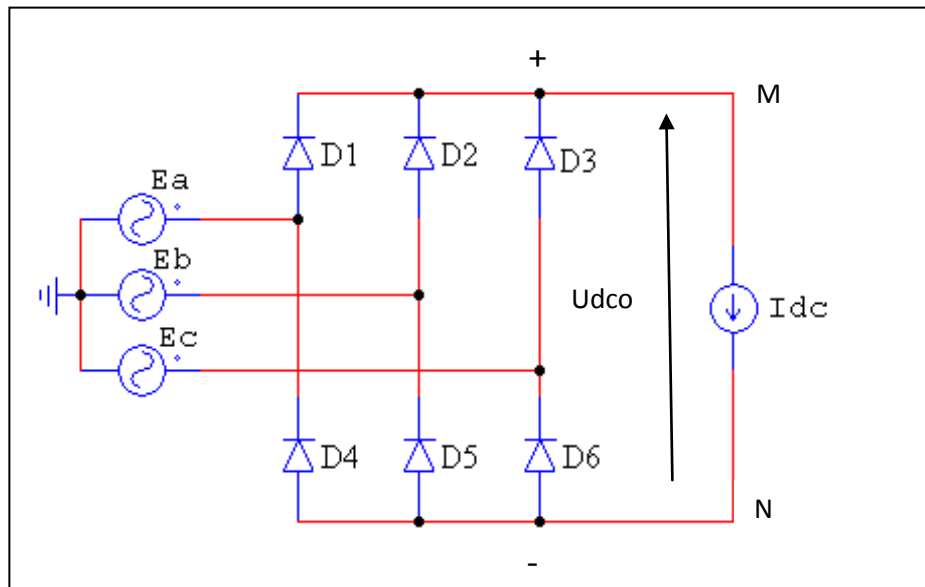 +
M
D1 D2 D3
Ea
Eb
Udco
Idc
Ec
D4 D5 D6
N
-